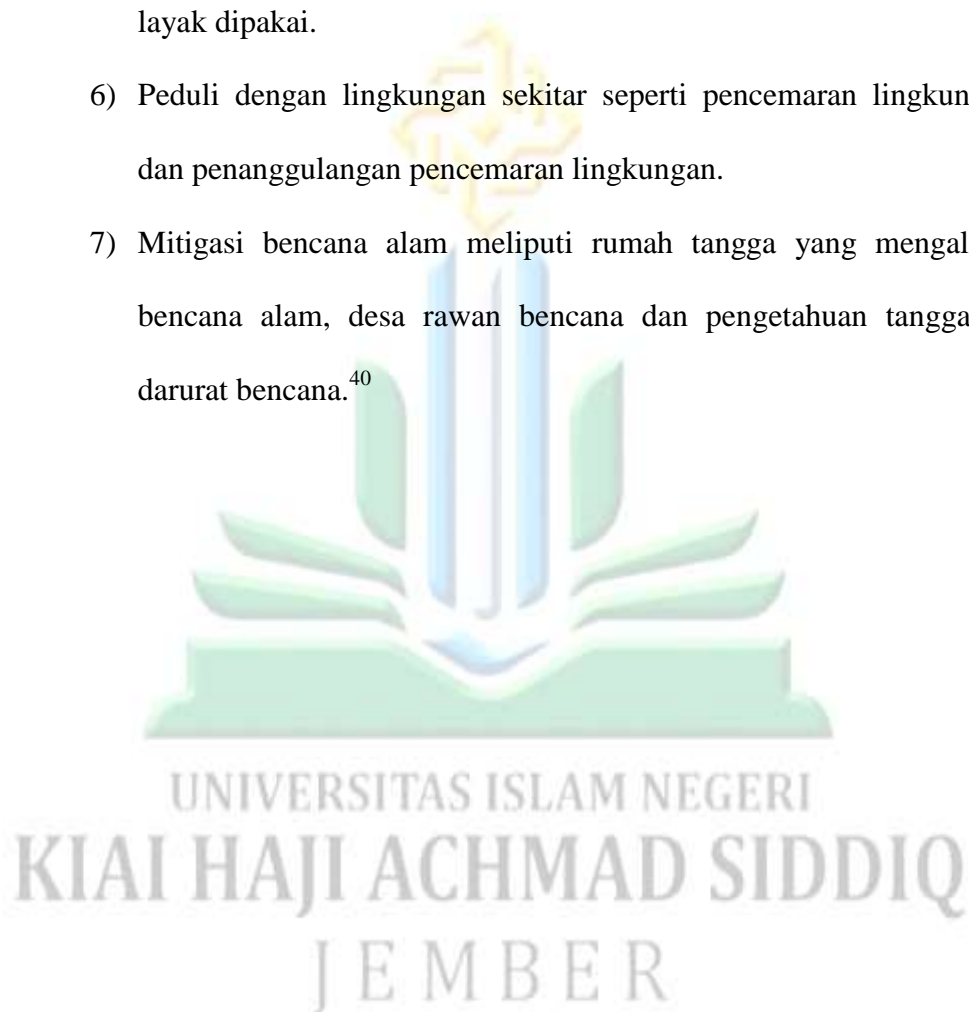 layak dipakai.
6) Peduli dengan lingkungan sekitar seperti pencemaran lingkun
dan penanggulangan pencemaran lingkungan.
7) Mitigasi bencana alam meliputi rumah tangga yang mengal
bencana alam, desa rawan bencana dan pengetahuan tangga
darurat bencana.40
UNIVERSITAS ISLAM NEGERI
KIAI HAJI ACHMAD SIDDIQ
JEMBER